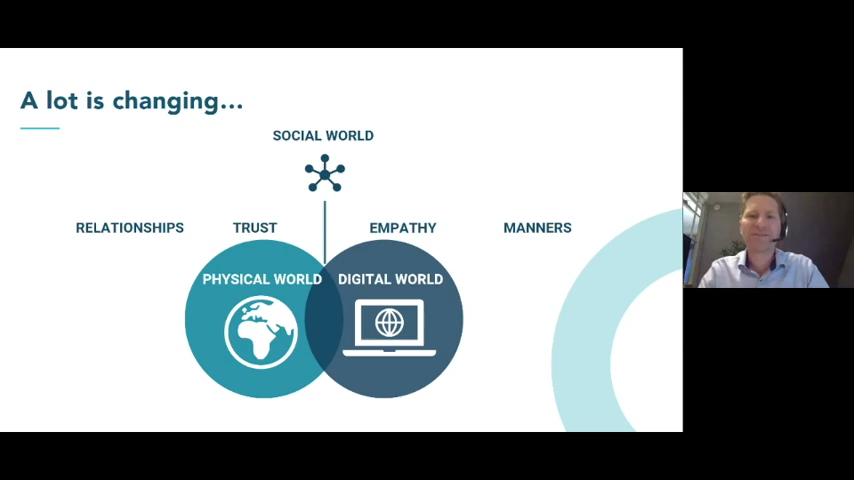 A lot is changing...
SOCIAL WORLD
RELATIONSHIPS TRUST EMPATHY MANNERS
PHYSICAL WORLD DIGITAL WORLD